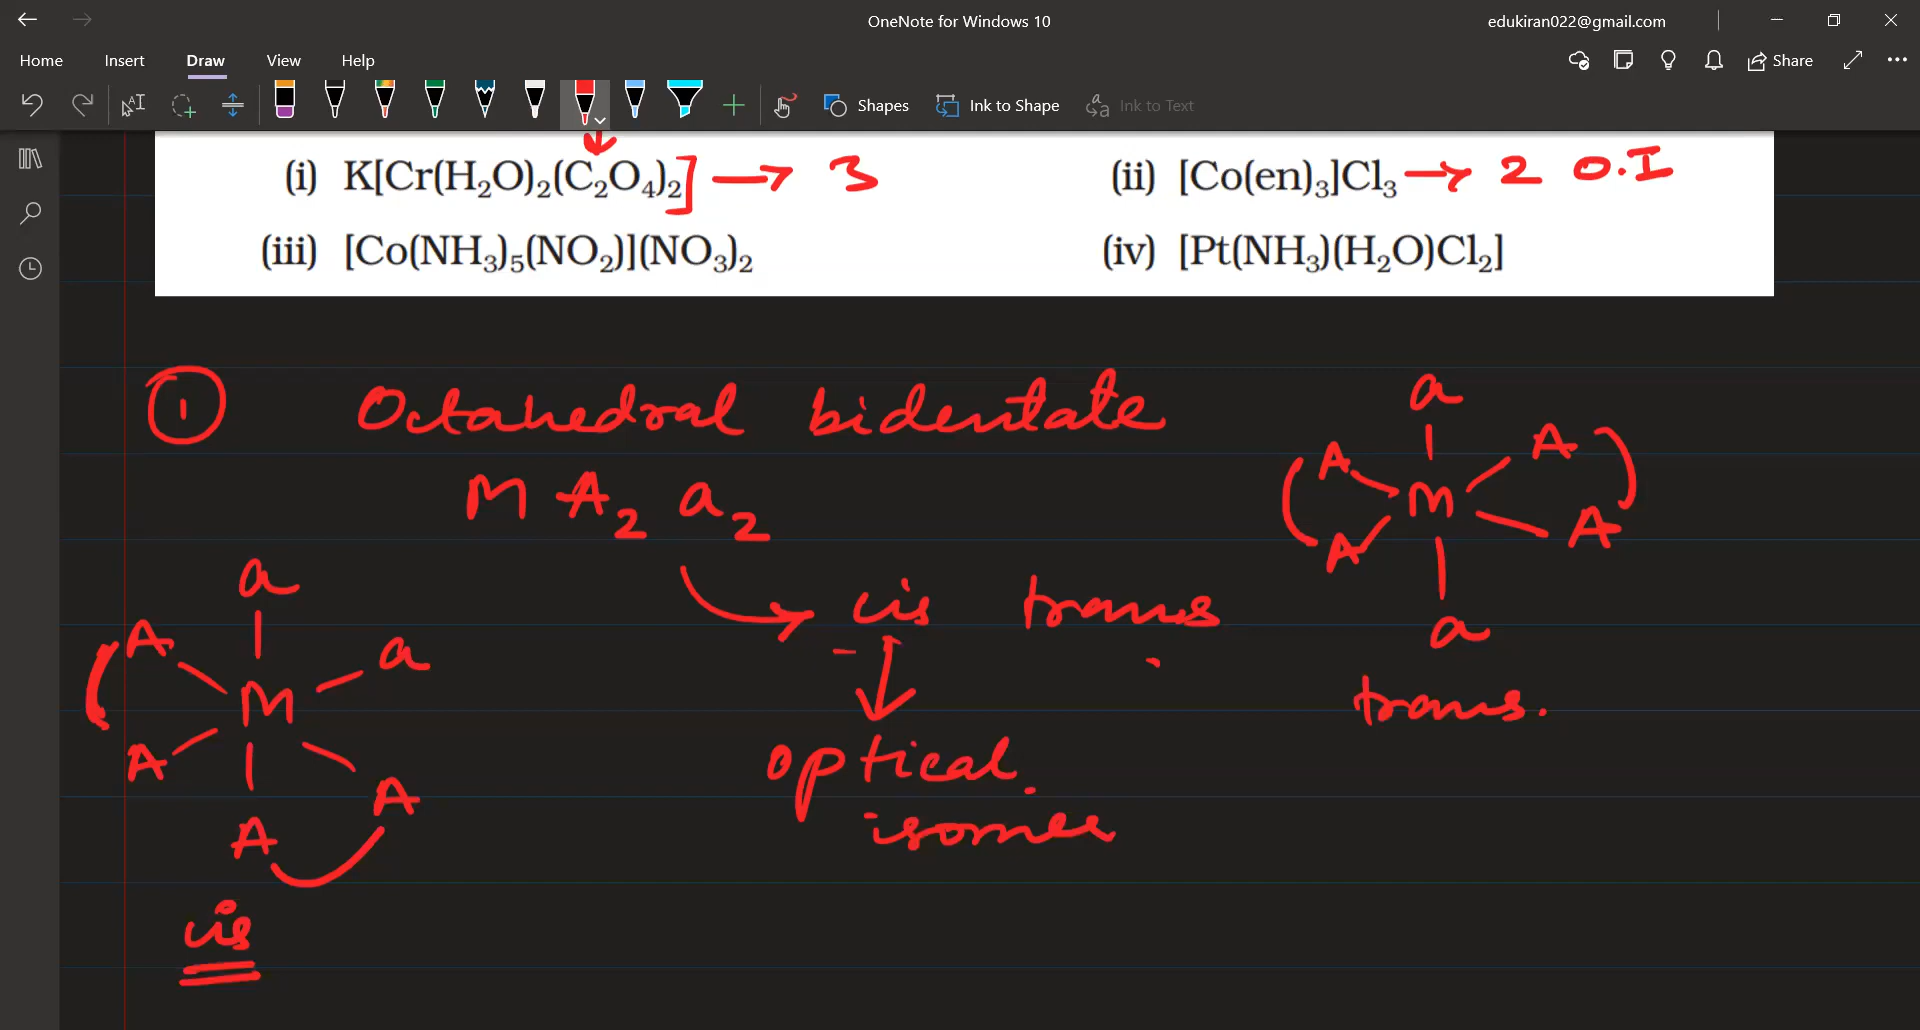 OneNote for Windows 10
edukiran022@gmail.com
Home Insert Draw View Help
Share
Shapes Ink to Shape Ink to Text
(i) K[Cr(H₂O)₂(C₂O₄)₂] → 3
(ii) [Co(en)₃]Cl₃ → 2 O.I
(iii) [Co(NH₃)₅(NO₂)](NO₃)₂
(iv) [Pt(NH₃)(H₂O)Cl₂]
① Octahedral bidentate
M A₂ a₂
cis trans
optical
isomer
a
A a
M
A
A A
cis
a
A A
M
A A
a
trans.